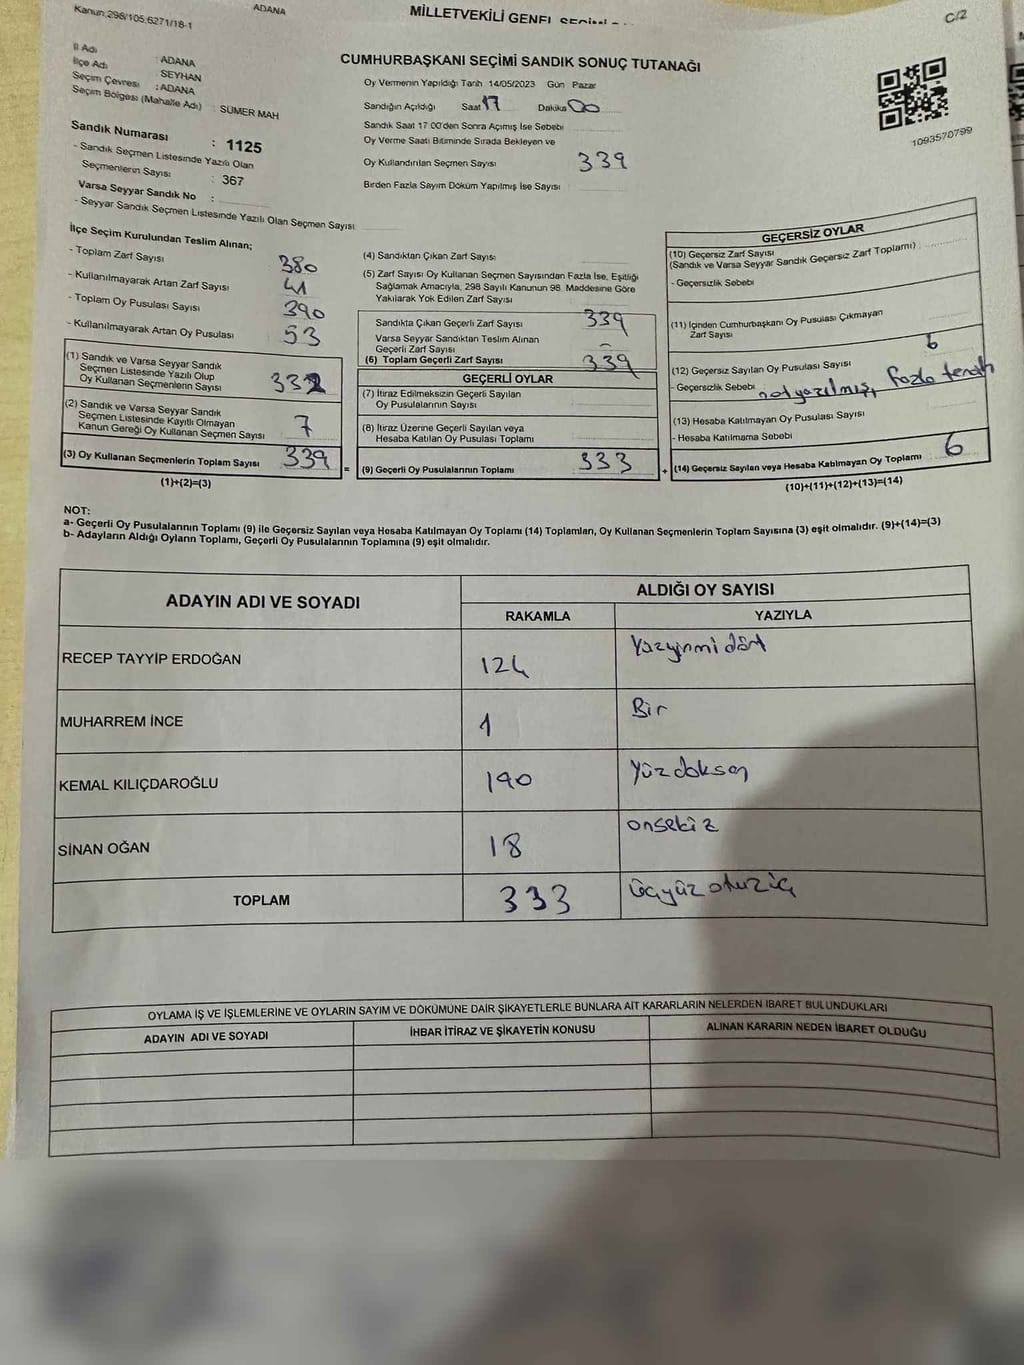 Kanun,298/105,6271/18-1
ADANA
MİLLETVEKİLİ GENEL
C/2
CUMHURBAŞKANI SEÇİMİ SANDIK SONUÇ TUTANAĞI
İl Adı : ADANA
İlçe Adı : SEYHAN
Seçim Çevresi : ADANA
Seçim Bölgesi (Mahalle Adı) : SÜMER MAH
Oy Vermenin Yapıldığı Tarih 14/05/2023 Gün Pazar
Sandığın Açıldığı Saat 17 Dakika 00
Sandık Saat 17 00'den Sonra Açımış İse Sebebi
Oy Verme Saati Bitiminde Sırada Bekleyen ve
Oy Kullandırılan Seçmen Sayısı 339
Birden Fazla Sayım Döküm Yapılmış İse Sayısı
1093570799
Sandık Numarası : 1125
- Sandık Seçmen Listesinde Yazılı Olan
Seçmenlerin Sayısı : 367
Varsa Seyyar Sandık No :
- Seyyar Sandık Seçmen Listesinde Yazılı Olan Seçmen Sayısı
İlçe Seçim Kurulundan Teslim Alınan;
- Toplam Zarf Sayısı 380
- Kullanılmayarak Artan Zarf Sayısı 41
- Toplam Oy Pusulası Sayısı 390
- Kullanılmayarak Artan Oy Pusulası 53
(1) Sandık ve Varsa Seyyar Sandık
Seçmen Listesinde Yazılı Olup
Oy Kullanan Seçmenlerin Sayısı 332
(2) Sandık ve Varsa Seyyar Sandık
Seçmen Listesinde Kayıtlı Olmayan
Kanun Gereği Oy Kullanan Seçmen Sayısı 7
(3) Oy Kullanan Seçmenlerin Toplam Sayısı 339
(1)+(2)=(3)
(4) Sandıktan Çıkan Zarf Sayısı
(5) Zarf Sayısı Oy Kullanan Seçmen Sayısından Fazla İse, Eşitliği
Sağlamak Amacıyla, 298 Sayılı Kanunun 98. Maddesine Göre
Yakılarak Yok Edilen Zarf Sayısı
Sandıkta Çıkan Geçerli Zarf Sayısı 339
Varsa Seyyar Sandıktan Teslim Alınan
Geçerli Zarf Sayısı -
(6) Toplam Geçerli Zarf Sayısı 339
GEÇERLİ OYLAR
(7) İtiraz Edilmeksizin Geçerli Sayılan
Oy Pusulalarının Sayısı
(8) İtiraz Üzerine Geçerli Sayılan veya
Hesaba Katılan Oy Pusulası Toplamı
= (9) Geçerli Oy Pusulalarının Toplamı 333
GEÇERSİZ OYLAR
(10) Geçersiz Zarf Sayısı
(Sandık ve Varsa Seyyar Sandık Geçersiz Zarf Toplamı)
- Geçersizlik Sebebi
(11) İçinden Cumhurbaşkanı Oy Pusulası Çıkmayan
Zarf Sayısı
(12) Geçersiz Sayılan Oy Pusulası Sayısı 6
- Geçersizlik Sebebi not yazılmış, fazla
(13) Hesaba Katılmayan Oy Pusulası Sayısı
- Hesaba Katılmama Sebebi
+ (14) Geçersiz Sayılan veya Hesaba Katılmayan Oy Toplamı 6
(10)+(11)+(12)+(13)=(14)
NOT:
a- Geçerli Oy Pusulalarının Toplamı (9) ile Geçersiz Sayılan veya Hesaba Katılmayan Oy Toplamı (14) Toplamları, Oy Kullanan Seçmenlerin Toplam Sayısına (3) eşit olmalıdır. (9)+(14)=(3)
b- Adayların Aldığı Oyların Toplamı, Geçerli Oy Pusulalarının Toplamına (9) eşit olmalıdır.
ADAYIN ADI VE SOYADI
ALDIĞI OY SAYISI
RAKAMLA YAZIYLA
RECEP TAYYİP ERDOĞAN 124 Yüzyirmidört
MUHARREM İNCE 1 Bir
KEMAL KILIÇDAROĞLU 190 Yüzdoksan
SİNAN OĞAN 18 onsekiz
TOPLAM 333 Üçyüzotuzüç
OYLAMA İŞ VE İŞLEMLERİNE VE OYLARIN SAYIM VE DÖKÜMÜNE DAİR ŞİKAYETLERLE BUNLARA AİT KARARLARIN NELERDEN İBARET BULUNDUKLARI
ADAYIN ADI VE SOYADI
İHBAR İTİRAZ VE ŞİKAYETİN KONUSU
ALINAN KARARIN NEDEN İBARET OLDUĞU